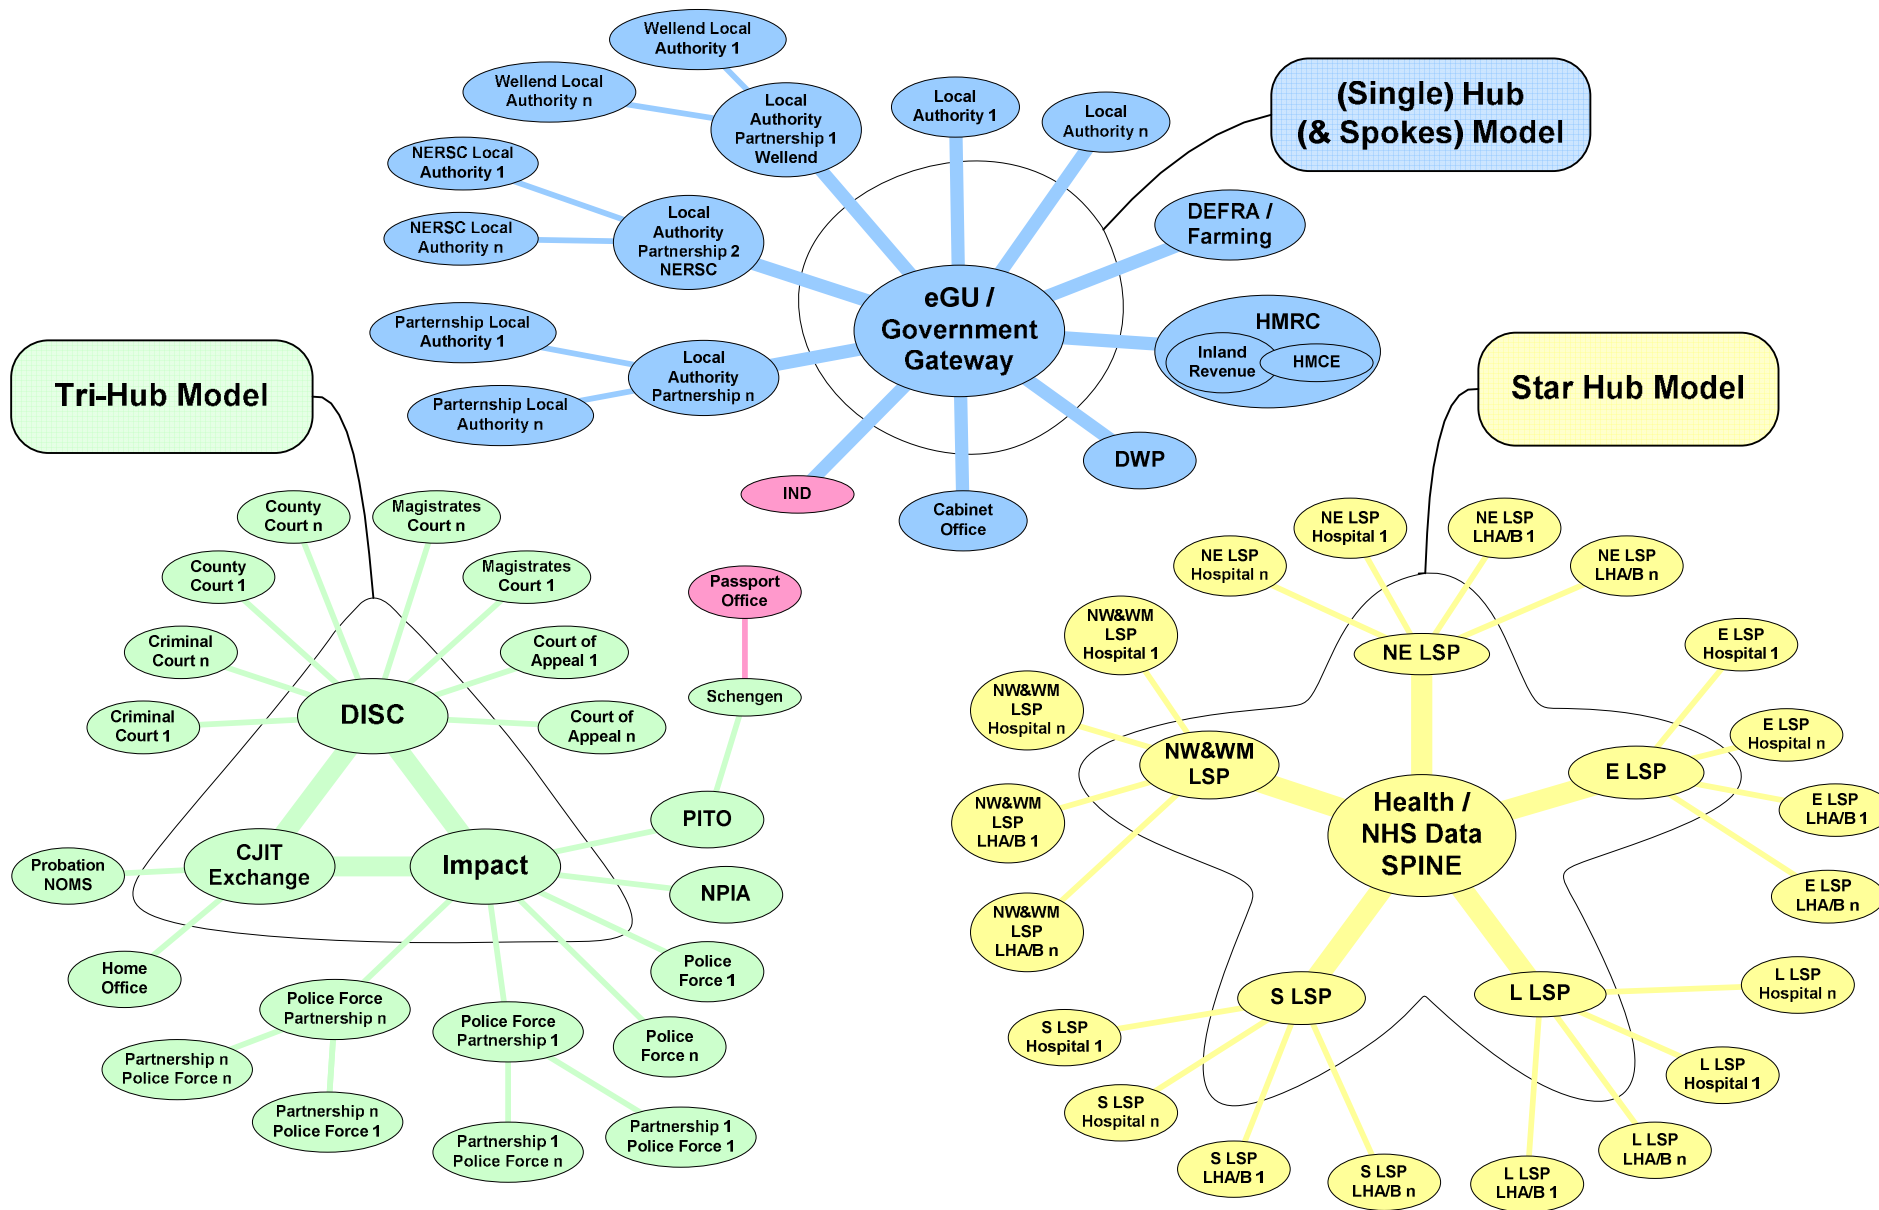 Wellend Local
Authority 1
Wellend Local
Authority n
Local
Authority
Partnership 1
Wellend
Local
Authority 1
Local
Authority n
(Single) Hub
(& Spokes) Model
NERSC Local
Authority 1
NERSC Local
Authority n
Local
Authority
Partnership 2
NERSC
DEFRA /
Farming
eGU /
Government
Gateway
HMRC
Inland
Revenue
HMCE
Parternship Local
Authority 1
Parternship Local
Authority n
Local
Authority
Partnership n
IND
Cabinet
Office
DWP
Tri-Hub Model
Star Hub Model
County
Court n
Magistrates
Court n
County
Court 1
Magistrates
Court 1
Criminal
Court n
Court of
Appeal 1
Criminal
Court 1
DISC
Court of
Appeal n
Passport
Office
Schengen
PITO
CJIT
Exchange
Impact
Probation
NOMS
NPIA
Home
Office
Police
Force 1
Police Force
Partnership n
Police Force
Partnership 1
Police
Force n
Partnership n
Police Force n
Partnership n
Police Force 1
Partnership 1
Police Force n
Partnership 1
Police Force 1
NE LSP
Hospital 1
NE LSP
LHA/B 1
NE LSP
Hospital n
NE LSP
LHA/B n
NE LSP
NW&WM
LSP
Hospital 1
NW&WM
LSP
Hospital n
NW&WM
LSP
NW&WM
LSP
LHA/B 1
NW&WM
LSP
LHA/B n
E LSP
Hospital 1
E LSP
Hospital n
E LSP
E LSP
LHA/B 1
E LSP
LHA/B n
Health /
NHS Data
SPINE
S LSP
L LSP
L LSP
Hospital n
S LSP
Hospital 1
L LSP
Hospital 1
S LSP
Hospital n
L LSP
LHA/B n
S LSP
LHA/B 1
S LSP
LHA/B n
L LSP
LHA/B 1